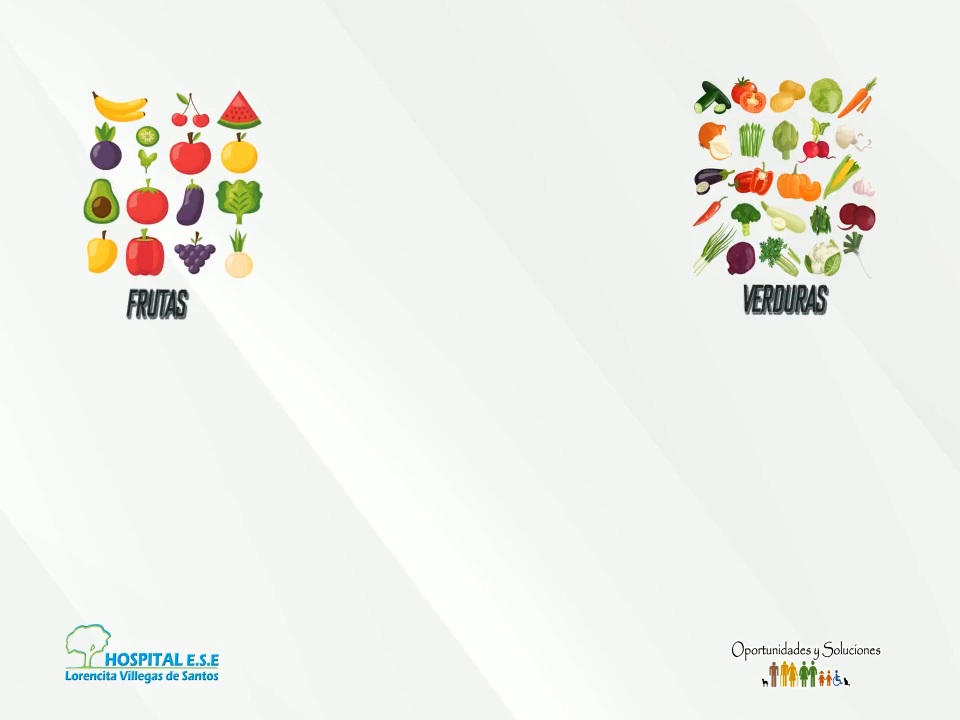 FRUTAS
VERDURAS
HOSPITAL E.S.E
Lorencita Villegas de Santos
Oportunidades y Soluciones